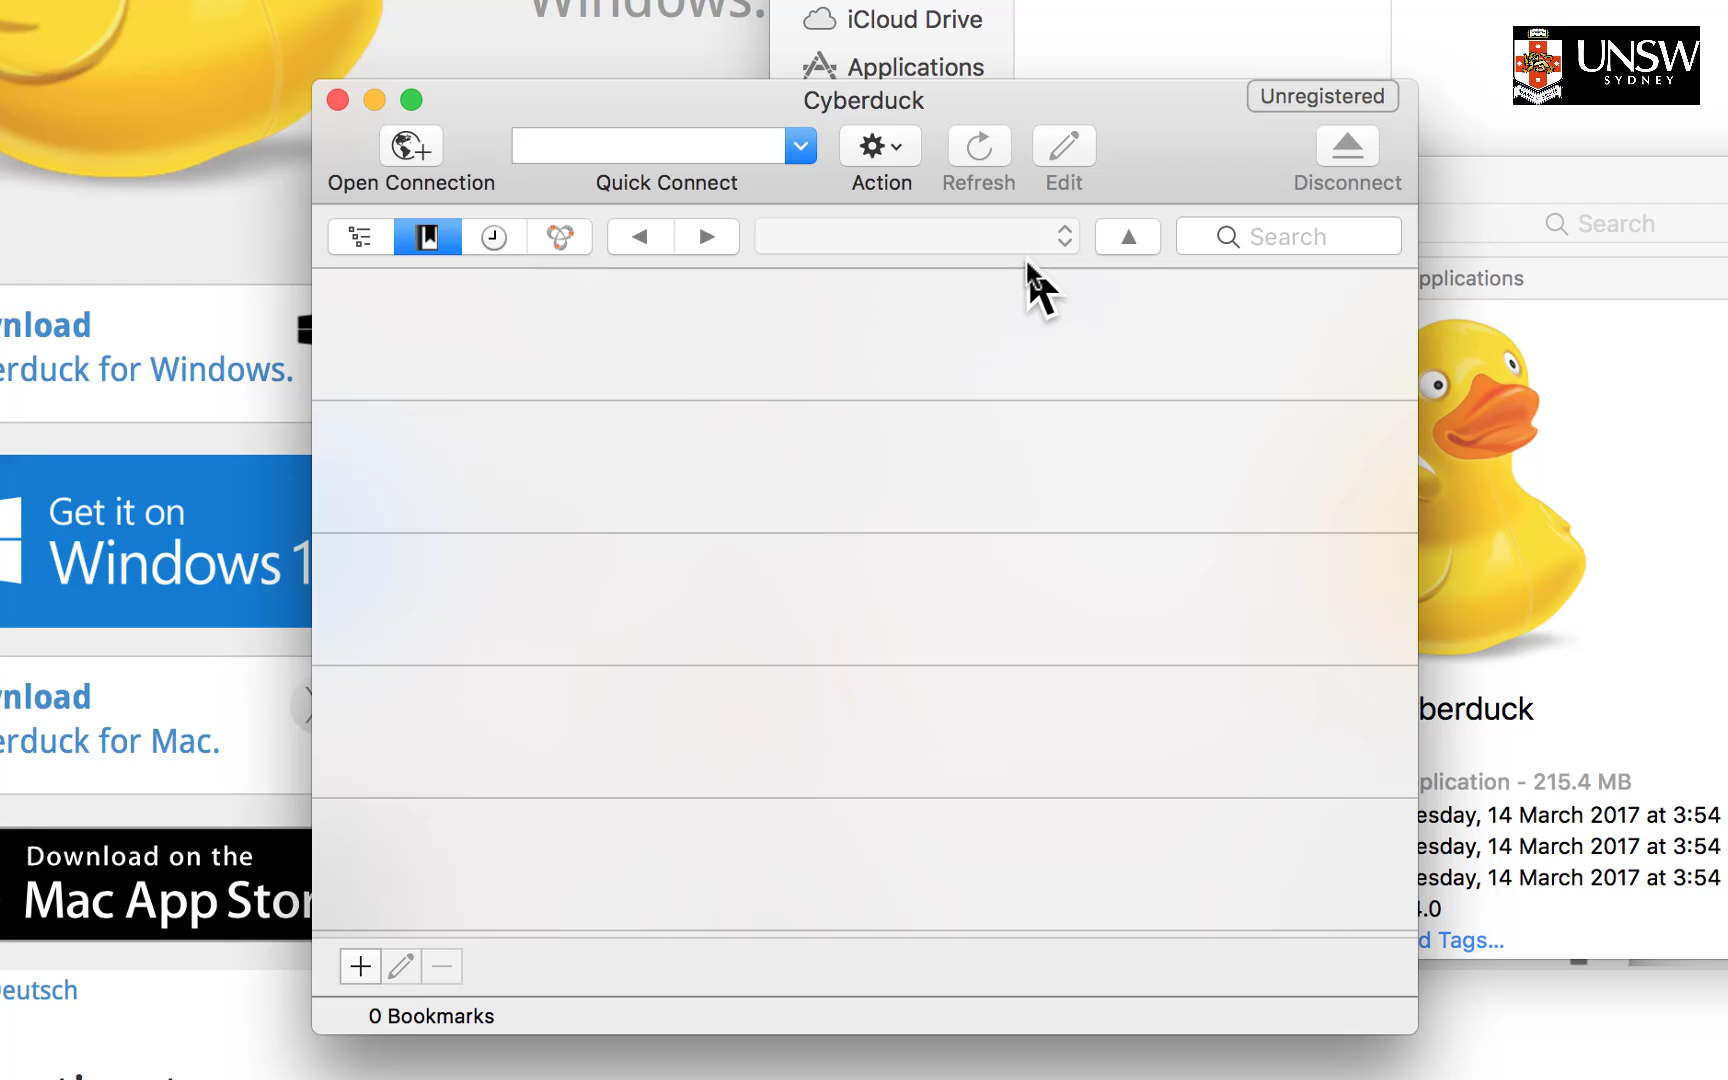 Windows.
iCloud Drive
Applications
UNSW
SYDNEY
Cyberduck
Unregistered
Open Connection
Quick Connect
Action
Refresh
Edit
Disconnect
Search
Search
pplications
nload
erduck for Windows.
Get it on
Windows 1
nload
erduck for Mac.
Download on the
Mac App Stor
eutsch
berduck
plication - 215.4 MB
esday, 14 March 2017 at 3:54
esday, 14 March 2017 at 3:54
esday, 14 March 2017 at 3:54
.0
d Tags...
0 Bookmarks